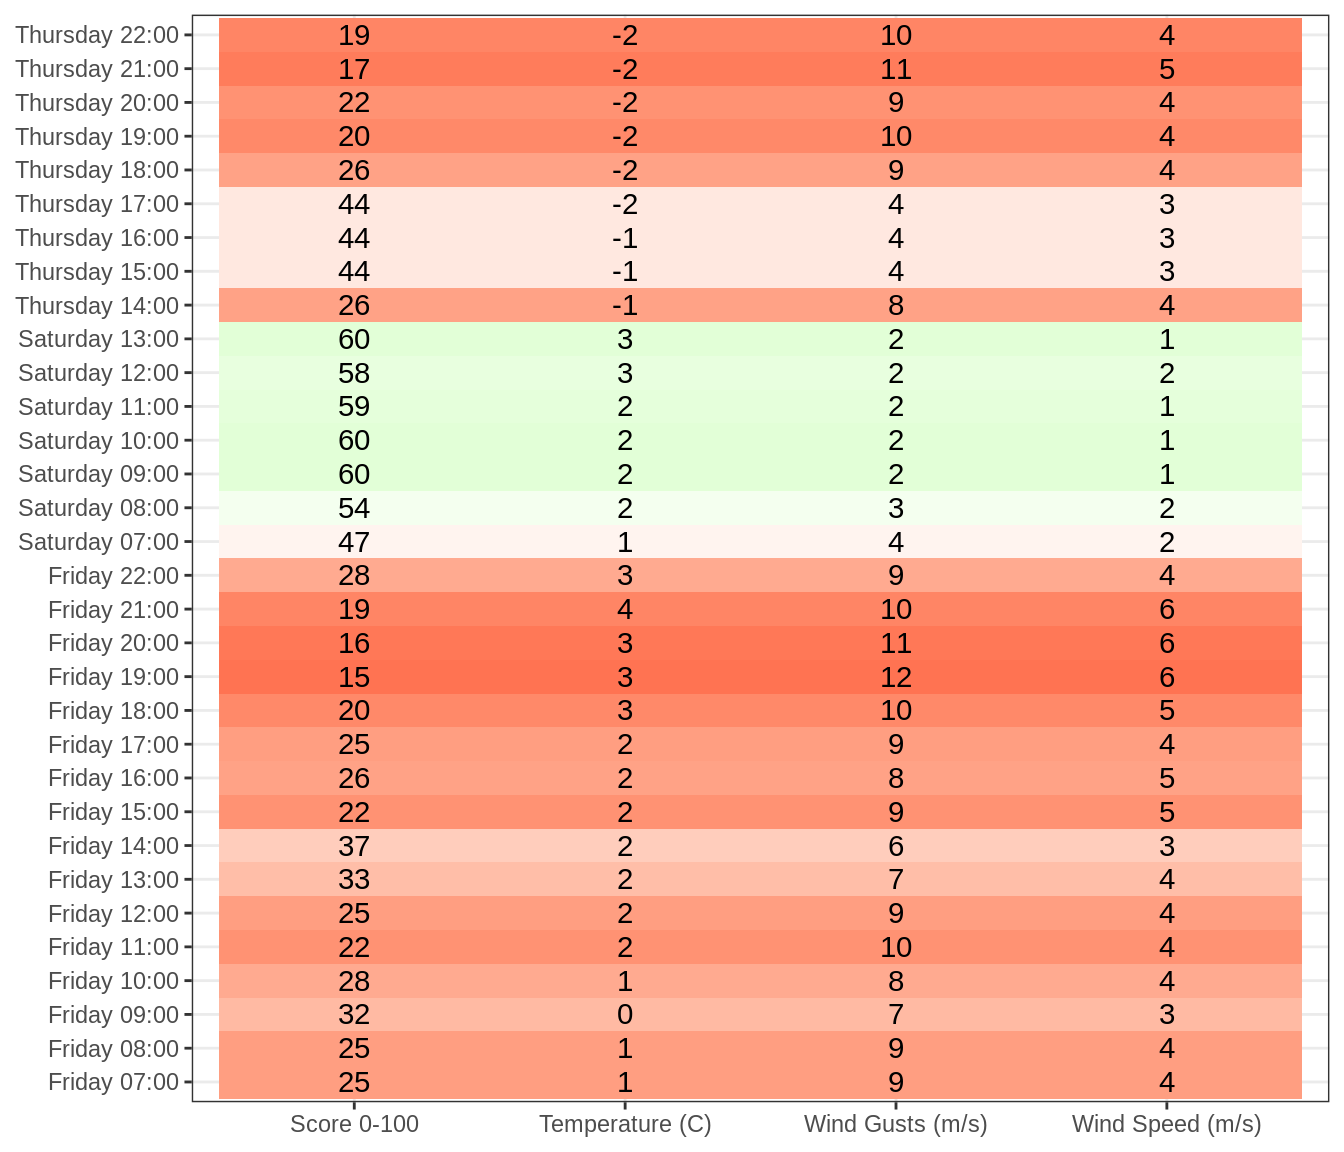 Thursday 22:00 19 -2 10 4
Thursday 21:00 17 -2 11 5
Thursday 20:00 22 -2 9 4
Thursday 19:00 20 -2 10 4
Thursday 18:00 26 -2 9 4
Thursday 17:00 44 -2 4 3
Thursday 16:00 44 -1 4 3
Thursday 15:00 44 -1 4 3
Thursday 14:00 26 -1 8 4
Saturday 13:00 60 3 2 1
Saturday 12:00 58 3 2 2
Saturday 11:00 59 2 2 1
Saturday 10:00 60 2 2 1
Saturday 09:00 60 2 2 1
Saturday 08:00 54 2 3 2
Saturday 07:00 47 1 4 2
Friday 22:00 28 3 9 4
Friday 21:00 19 4 10 6
Friday 20:00 16 3 11 6
Friday 19:00 15 3 12 6
Friday 18:00 20 3 10 5
Friday 17:00 25 2 9 4
Friday 16:00 26 2 8 5
Friday 15:00 22 2 9 5
Friday 14:00 37 2 6 3
Friday 13:00 33 2 7 4
Friday 12:00 25 2 9 4
Friday 11:00 22 2 10 4
Friday 10:00 28 1 8 4
Friday 09:00 32 0 7 3
Friday 08:00 25 1 9 4
Friday 07:00 25 1 9 4
Score 0-100 Temperature (C) Wind Gusts (m/s) Wind Speed (m/s)